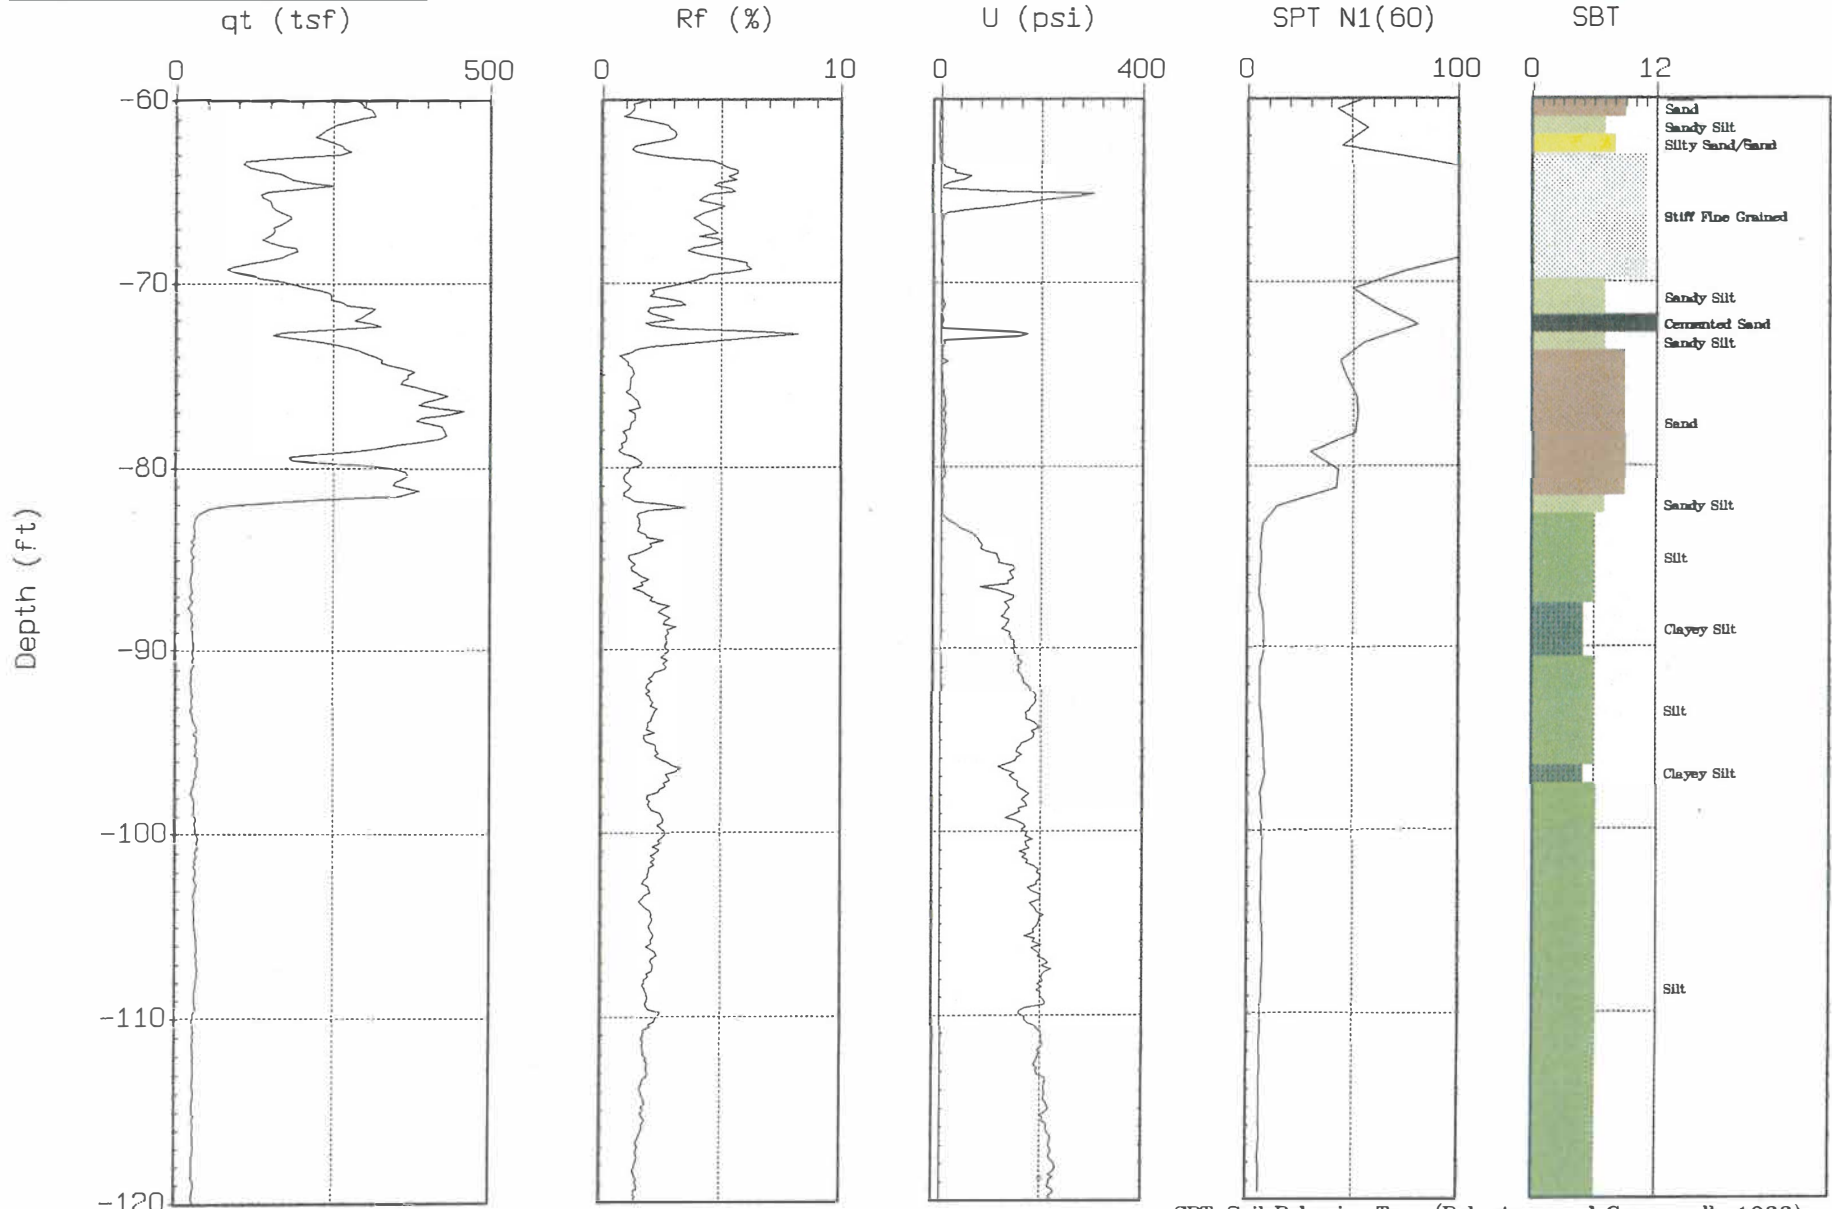 qt (tsf)
Rf (%)
U (psi)
SPT N1(60)
SBT
0
500
0
10
0
400
0
100
0
12
-60
-70
-80
-90
-100
-110
-120
Depth (ft)
Sand
Sandy Silt
Silty Sand/Sand
Stiff Fine Grained
Sandy Silt
Cemented Sand
Sandy Silt
Sand
Sandy Silt
Silt
Clayey Silt
Silt
Clayey Silt
Silt